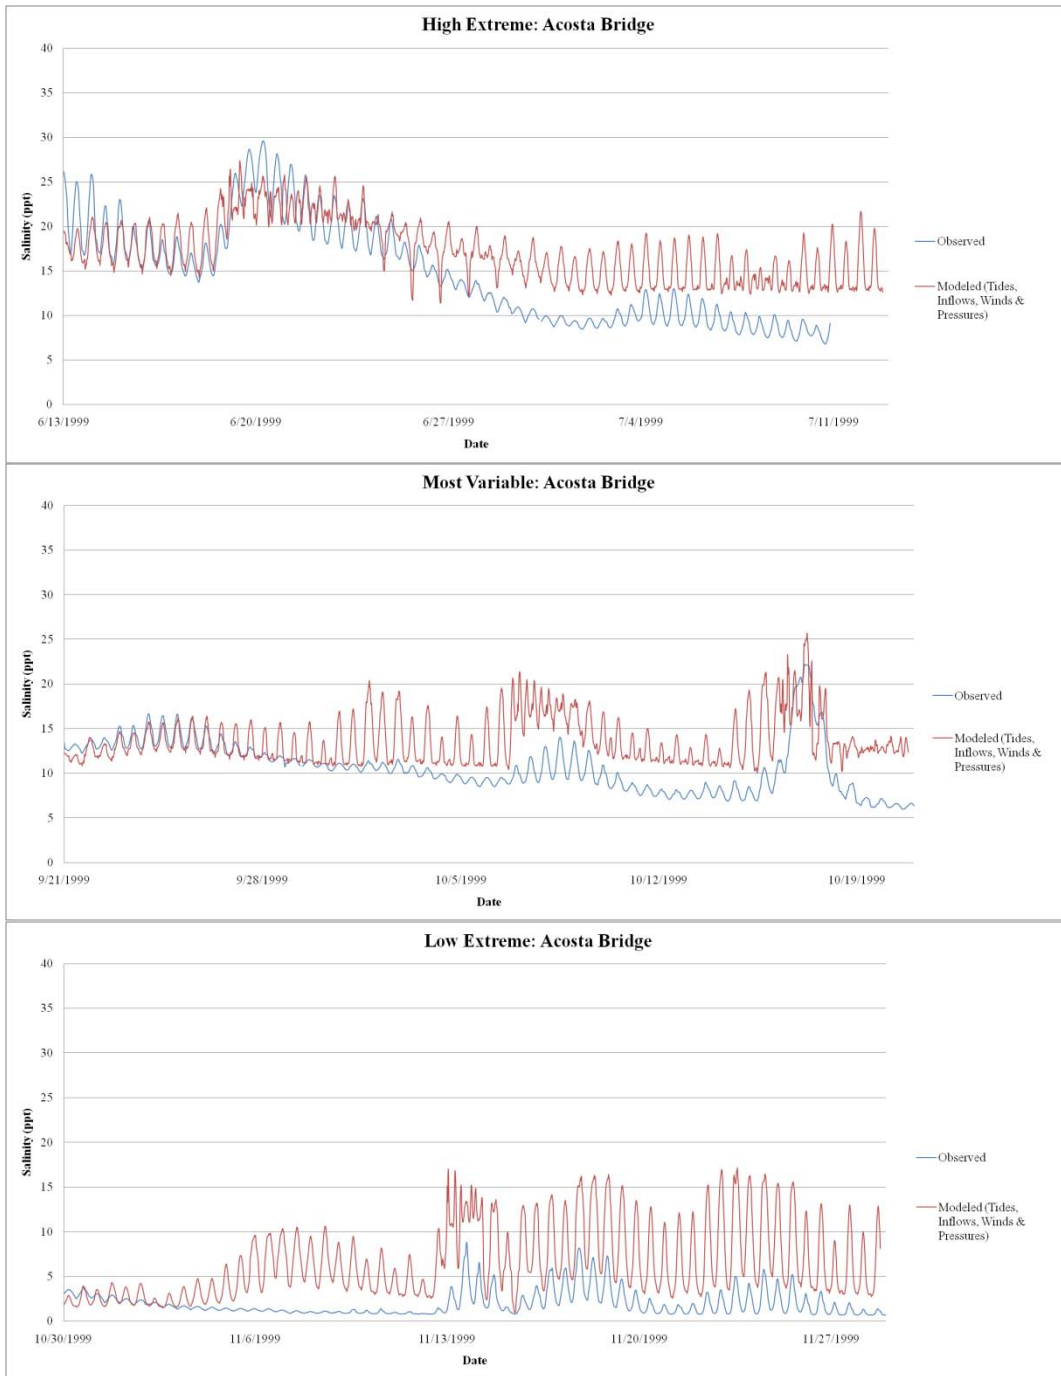 High Extreme: Acosta Bridge
40
35
30
25
20
15
10
5
0
Salinity (ppt)
6/13/1999 6/20/1999 6/27/1999 7/4/1999 7/11/1999
Date
Observed
Modeled (Tides,
Inflows, Winds &
Pressures)
Most Variable: Acosta Bridge
40
35
30
25
20
15
10
5
0
Salinity (ppt)
9/21/1999 9/28/1999 10/5/1999 10/12/1999 10/19/1999
Date
Observed
Modeled (Tides,
Inflows, Winds &
Pressures)
Low Extreme: Acosta Bridge
40
35
30
25
20
15
10
5
0
Salinity (ppt)
10/30/1999 11/6/1999 11/13/1999 11/20/1999 11/27/1999
Date
Observed
Modeled (Tides,
Inflows, Winds &
Pressures)